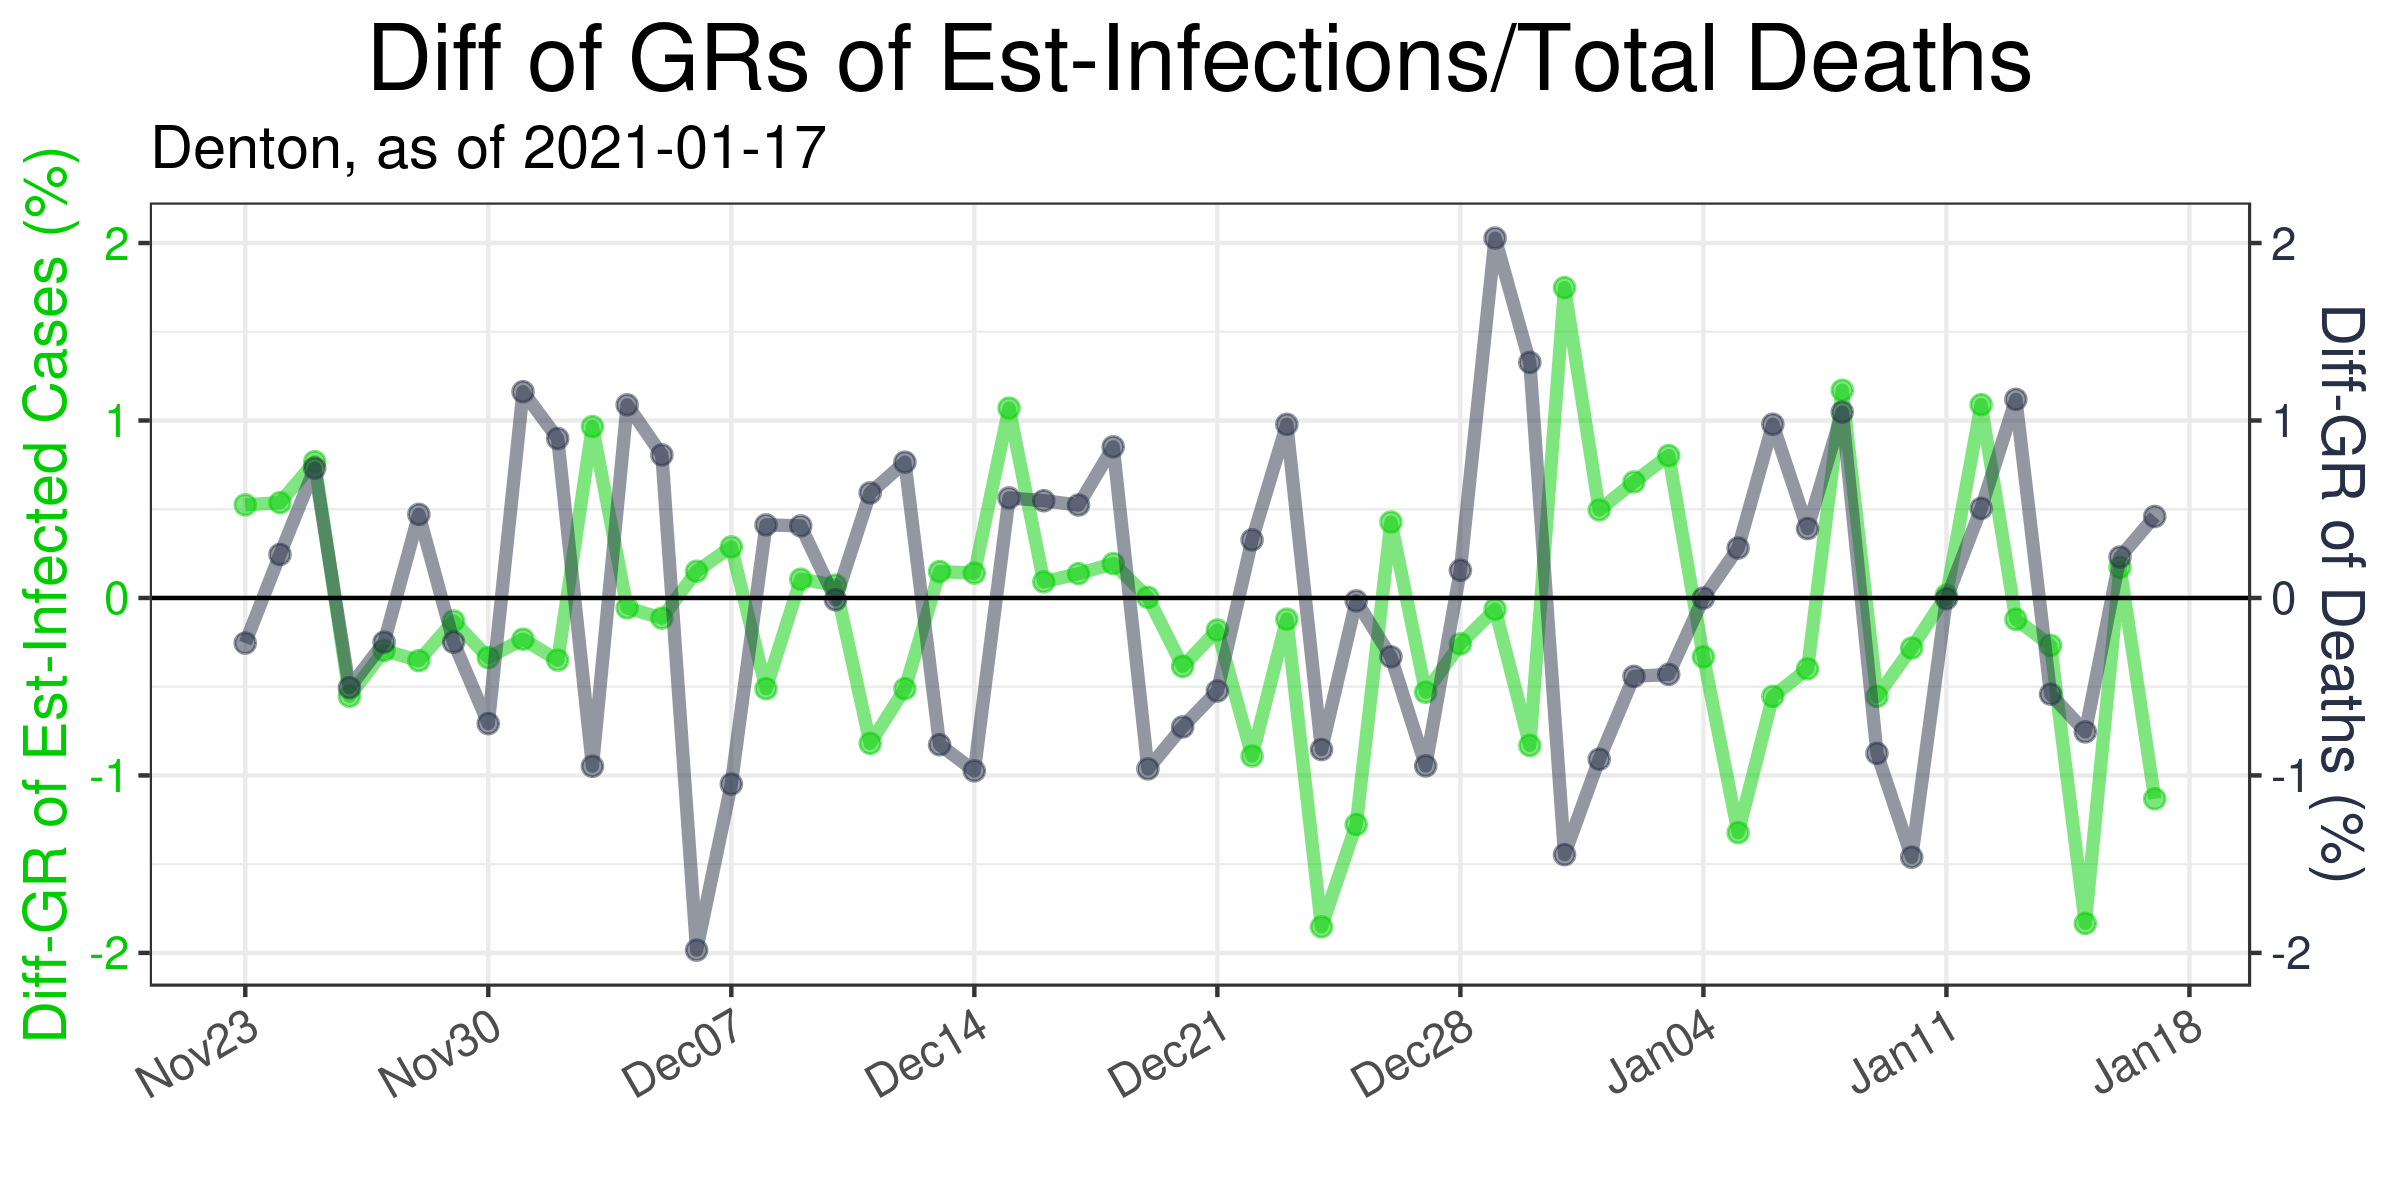 Diff of GRs of Est-Infections/Total Deaths
Denton, as of 2021-01-17
Diff-GR of Est-Infected Cases (%)
2
1
0
-1
-2
2
1
0
-1
-2
Diff-GR of Deaths (%)
Nov23
Nov30
Dec07
Dec14
Dec21
Dec28
Jan04
Jan11
Jan18